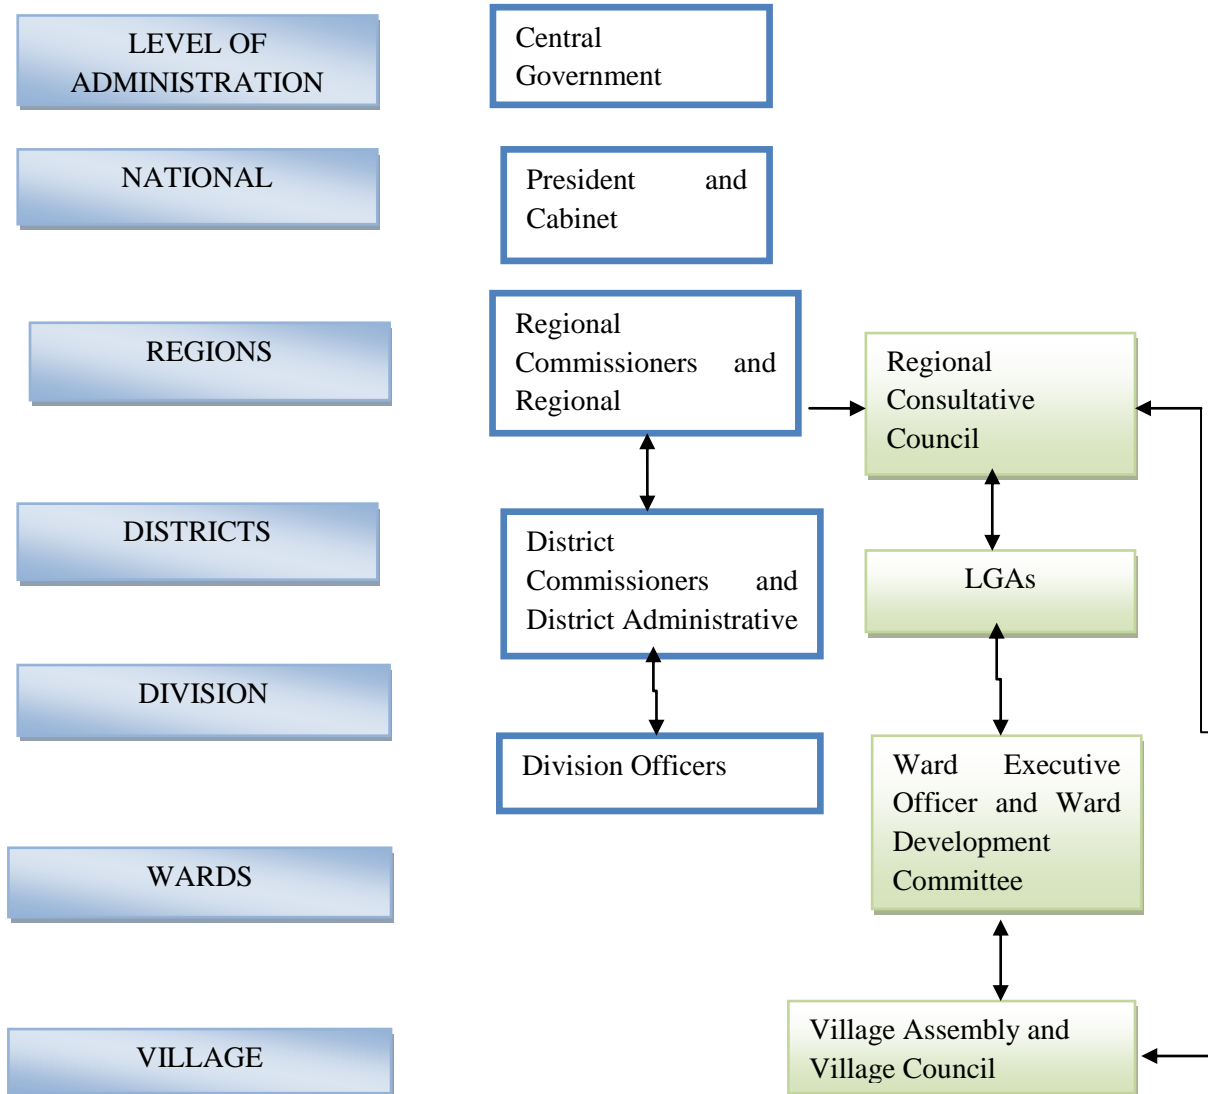 LEVEL OF
ADMINISTRATION
Central
Government
NATIONAL
President and
Cabinet
REGIONS
Regional
Commissioners and
Regional
Regional
Consultative
Council
DISTRICTS
District
Commissioners and
District Administrative
LGAs
DIVISION
Division Officers
Ward Executive
Officer and Ward
Development
Committee
WARDS
VILLAGE
Village Assembly and
Village Council